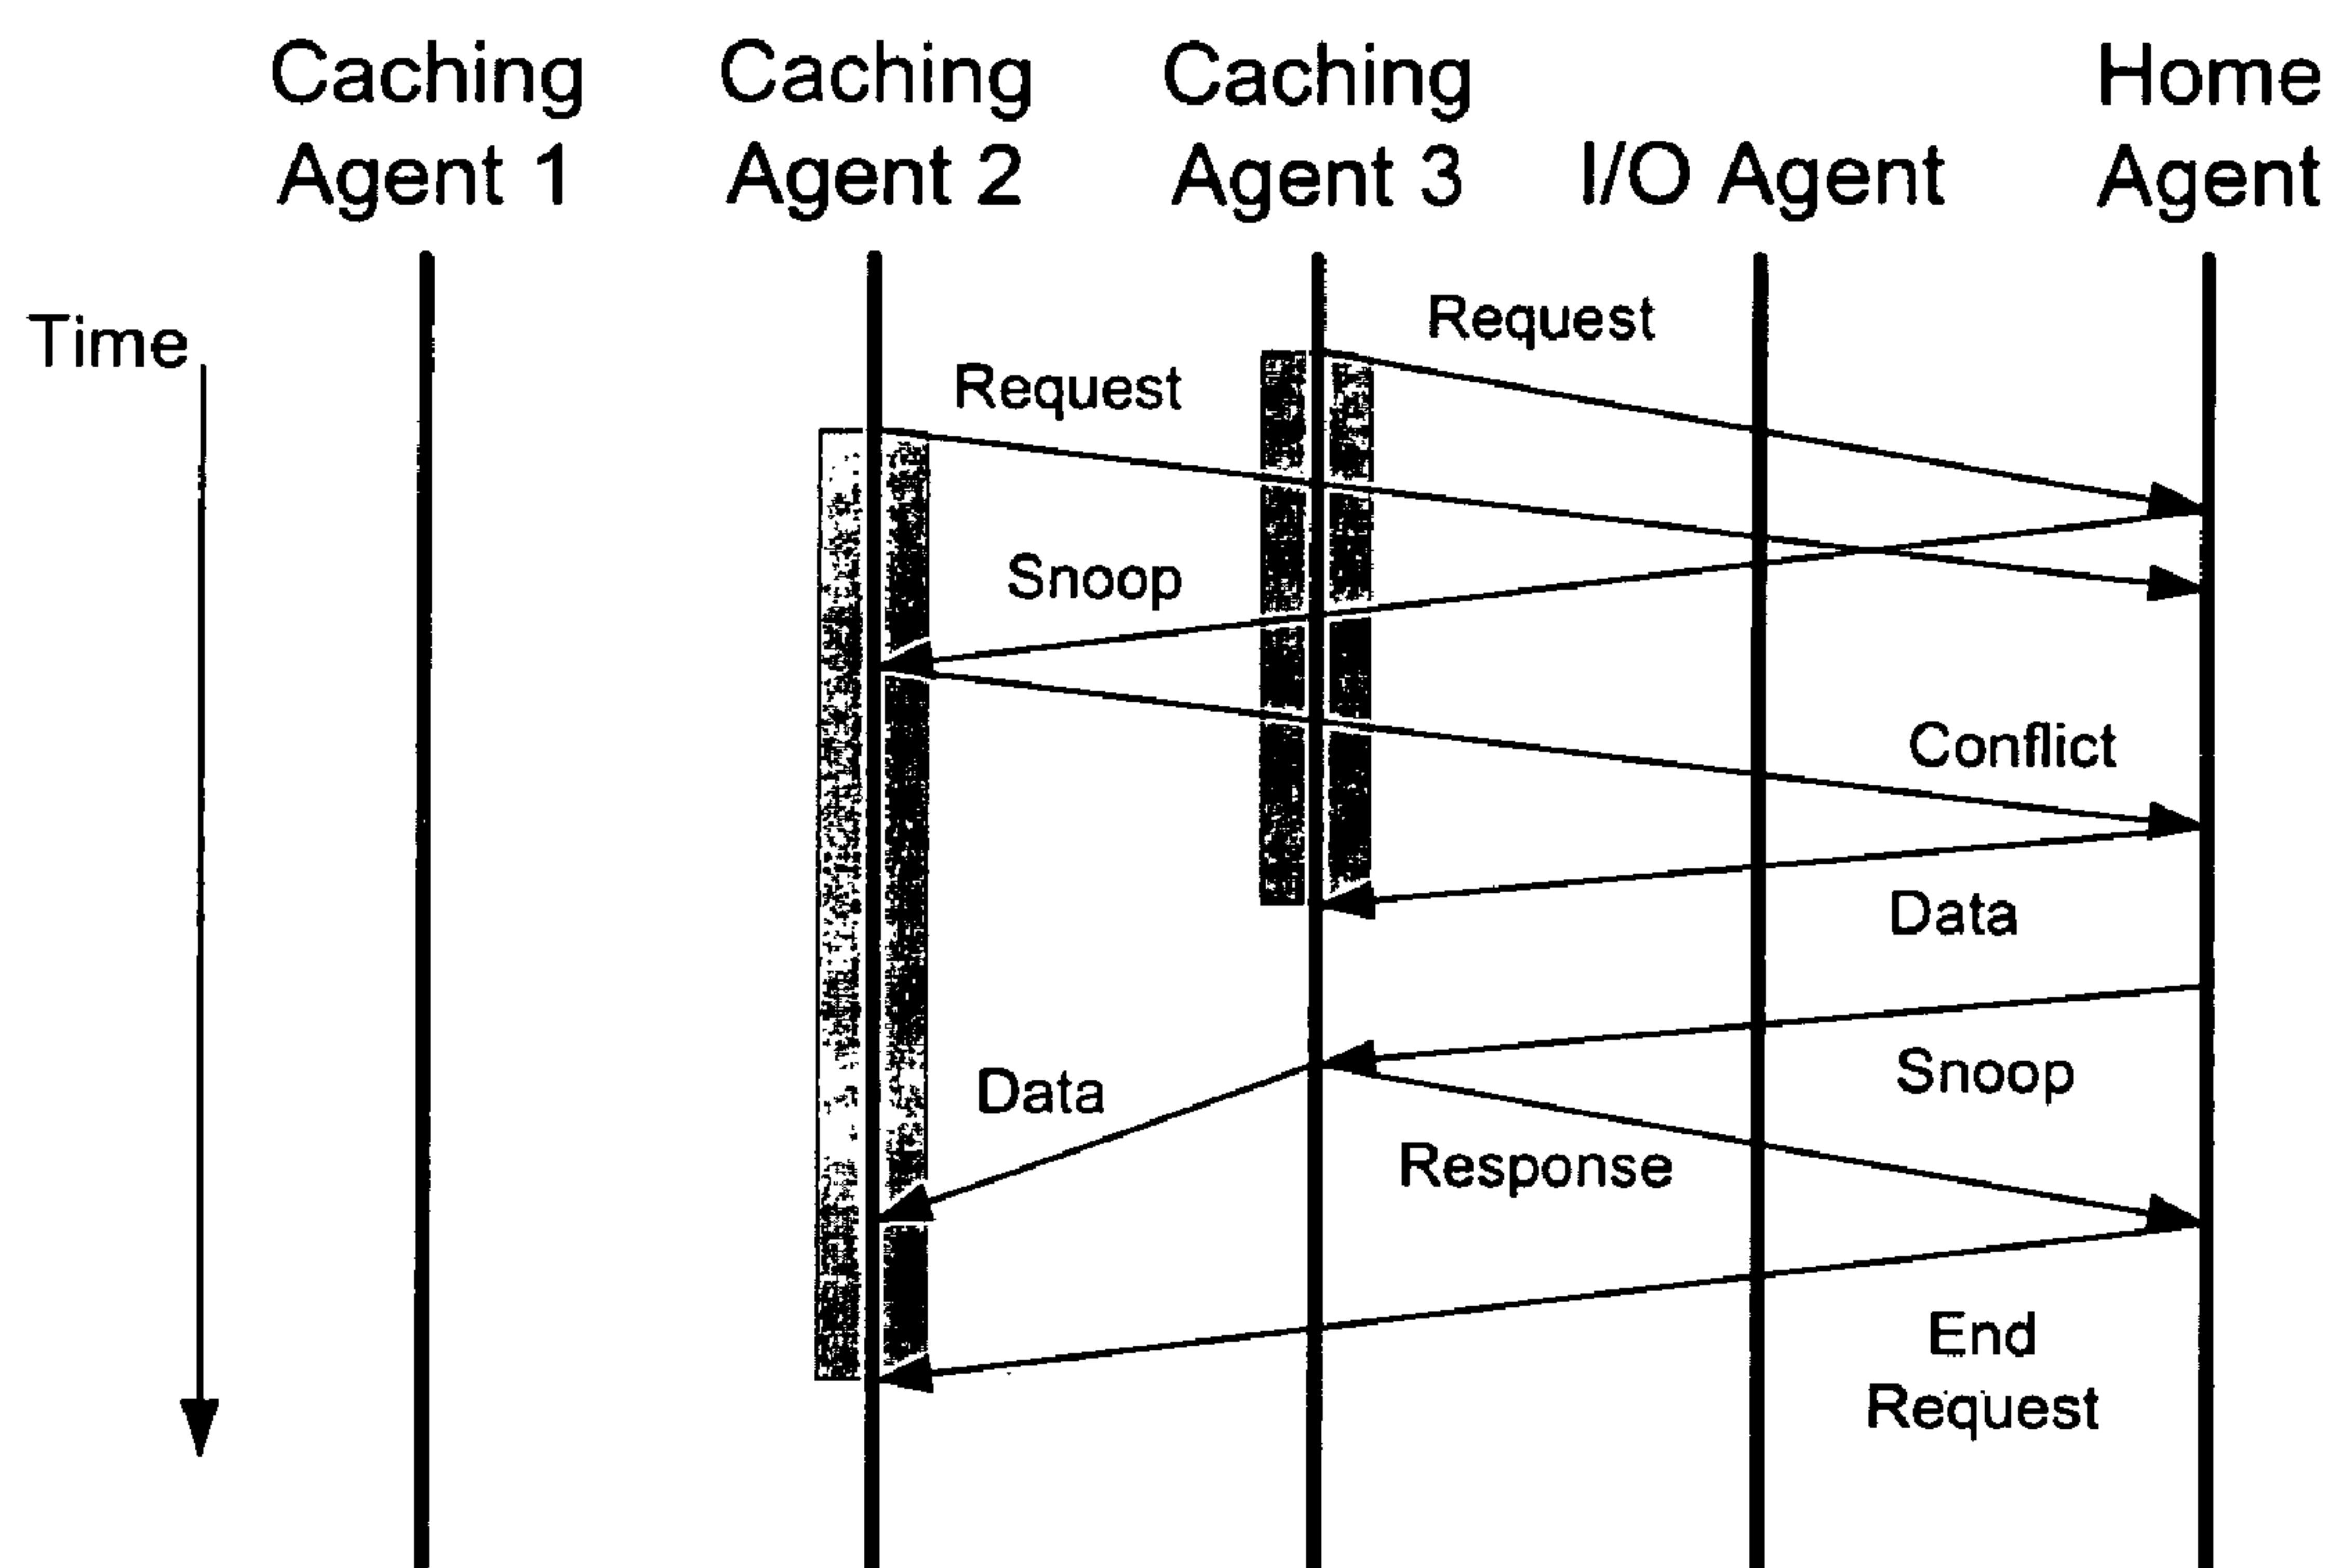 Caching
Agent 1
Caching
Agent 2
Caching
Agent 3
I/O Agent
Home
Agent
Time
Request
Request
Snoop
Conflict
Data
Snoop
Data
Response
End
Request